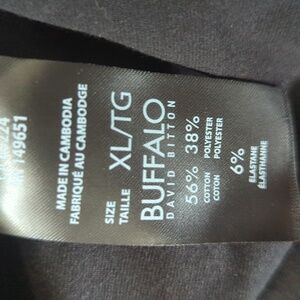 149651
MADE IN CAMBODIA
FABRIQUÉ AU CAMBODGE
SIZE
TAILLE
XL/TG
BUFFALO
DAVID BITTON
56% COTTON
COTON
38% POLYESTER
POLYESTER
6% ELASTANE
ÉLASTHANNE